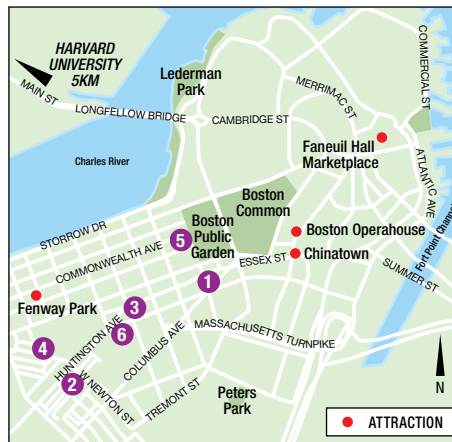 HARVARD
UNIVERSITY
5KM
MAIN ST
LONGFELLOW BRIDGE
Lederman
Park
CAMBRIDGE ST
MERRIMAC ST
COMMERCIAL ST
Faneuil Hall
Marketplace
ATLANTIC AVE
Charles River
Boston
Common
STORROW DR
COMMONWEALTH AVE
5
Boston
Public
Garden
Boston Operahouse
Chinatown
ESSEX ST
SUMMER ST
Fort Point Channel
1
Fenway Park
3
HUNTINGTON AVE
6
COLUMBUS AVE
MASSACHUSETTS TURNPIKE
4
2
W NEWTON ST
TREMONT ST
Peters
Park
N
ATTRACTION